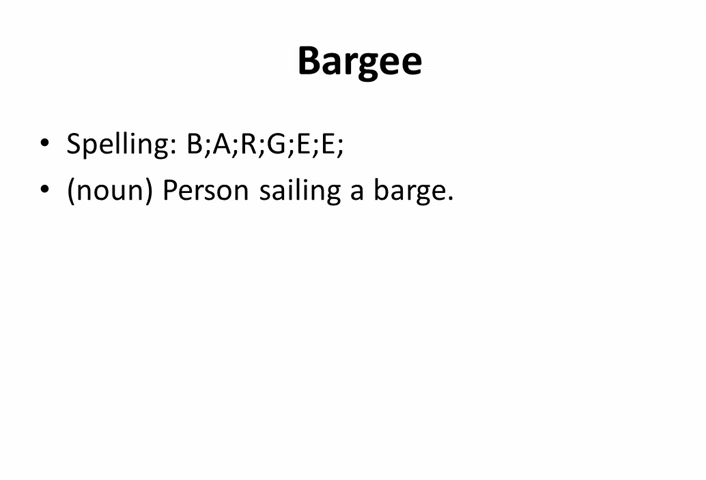 Bargee
• Spelling: B;A;R;G;E;E;
• (noun) Person sailing a barge.